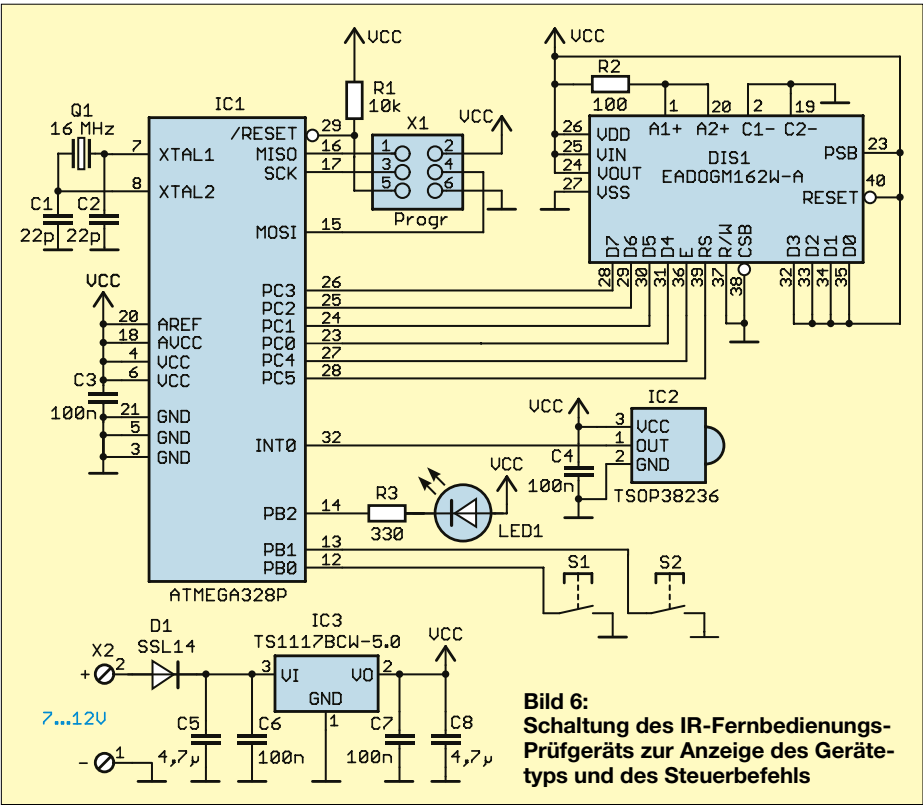 VCC
VCC
R1
10k
R2
100
IC1
Q1
16 MHz
7
XTAL1
8
XTAL2
C1
22p
C2
22p
/RESET
29
MISO
16
SCK
17
MOSI
15
X1
1
2
3
4
5
6
Progr
VCC
1
20
2
19
A1+
A2+
C1-
C2-
26
VDD
25
VIN
24
VOUT
27
VSS
DIS1
EADOGM162W-A
PSB
23
RESET
40
D7
D6
D5
D4
E
RS
R/W
CSB
D3
D2
D1
D0
28
29
30
31
36
39
37
38
32
33
34
35
VCC
20
AREF
18
AVCC
4
VCC
6
VCC
C3
100n
21
GND
5
GND
3
GND
PC3
26
PC2
25
PC1
24
PC0
23
PC4
27
PC5
28
INT0
32
PB2
14
PB1
13
PB0
12
ATMEGA328P
VCC
C4
100n
IC2
3
VCC
1
OUT
2
GND
TSOP38236
R3
330
VCC
LED1
S1
S2
X2
+
2
D1
SSL14
7...12V
-
1
C5
4,7µ
C6
100n
IC3
TS1117BCW-5.0
3
VI
VO
2
GND
1
VCC
C7
100n
C8
4,7µ
Bild 6:
Schaltung des IR-Fernbedienungs-
Prüfgeräts zur Anzeige des Geräte-
typs und des Steuerbefehls